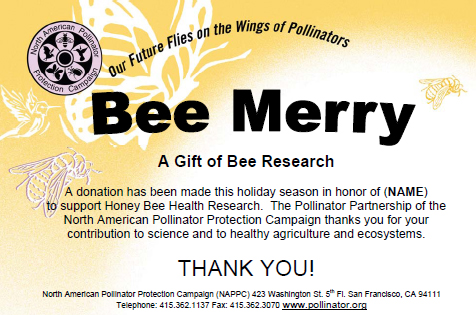 North American Pollinator
Protection Campaign
Our Future Flies on the Wings of Pollinators
Bee Merry
A Gift of Bee Research
A donation has been made this holiday season in honor of (NAME)
to support Honey Bee Health Research.  The Pollinator Partnership of the
North American Pollinator Protection Campaign thanks you for your
contribution to science and to healthy agriculture and ecosystems.
THANK YOU!
North American Pollinator Protection Campaign (NAPPC) 423 Washington St. 5th Fl. San Francisco, CA 94111
Telephone: 415.362.1137 Fax: 415.362.3070 www.pollinator.org